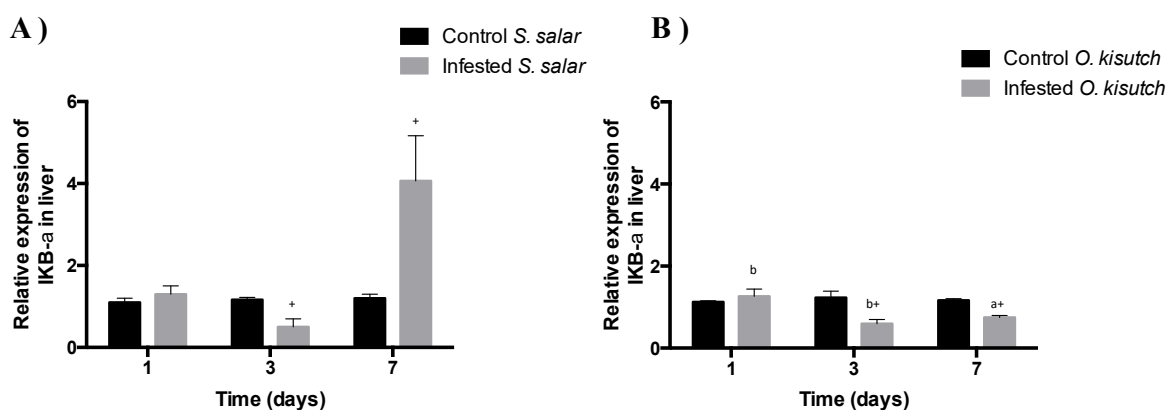 A )
Control S. salar
Infested S. salar
Relative expression of
IKB-a in liver
6
4
2
0
+
+
1
3
7
Time (days)
B )
Control O. kisutch
Infested O. kisutch
Relative expression of
IKB-a in liver
6
4
2
0
b
b+
a+
1
3
7
Time (days)